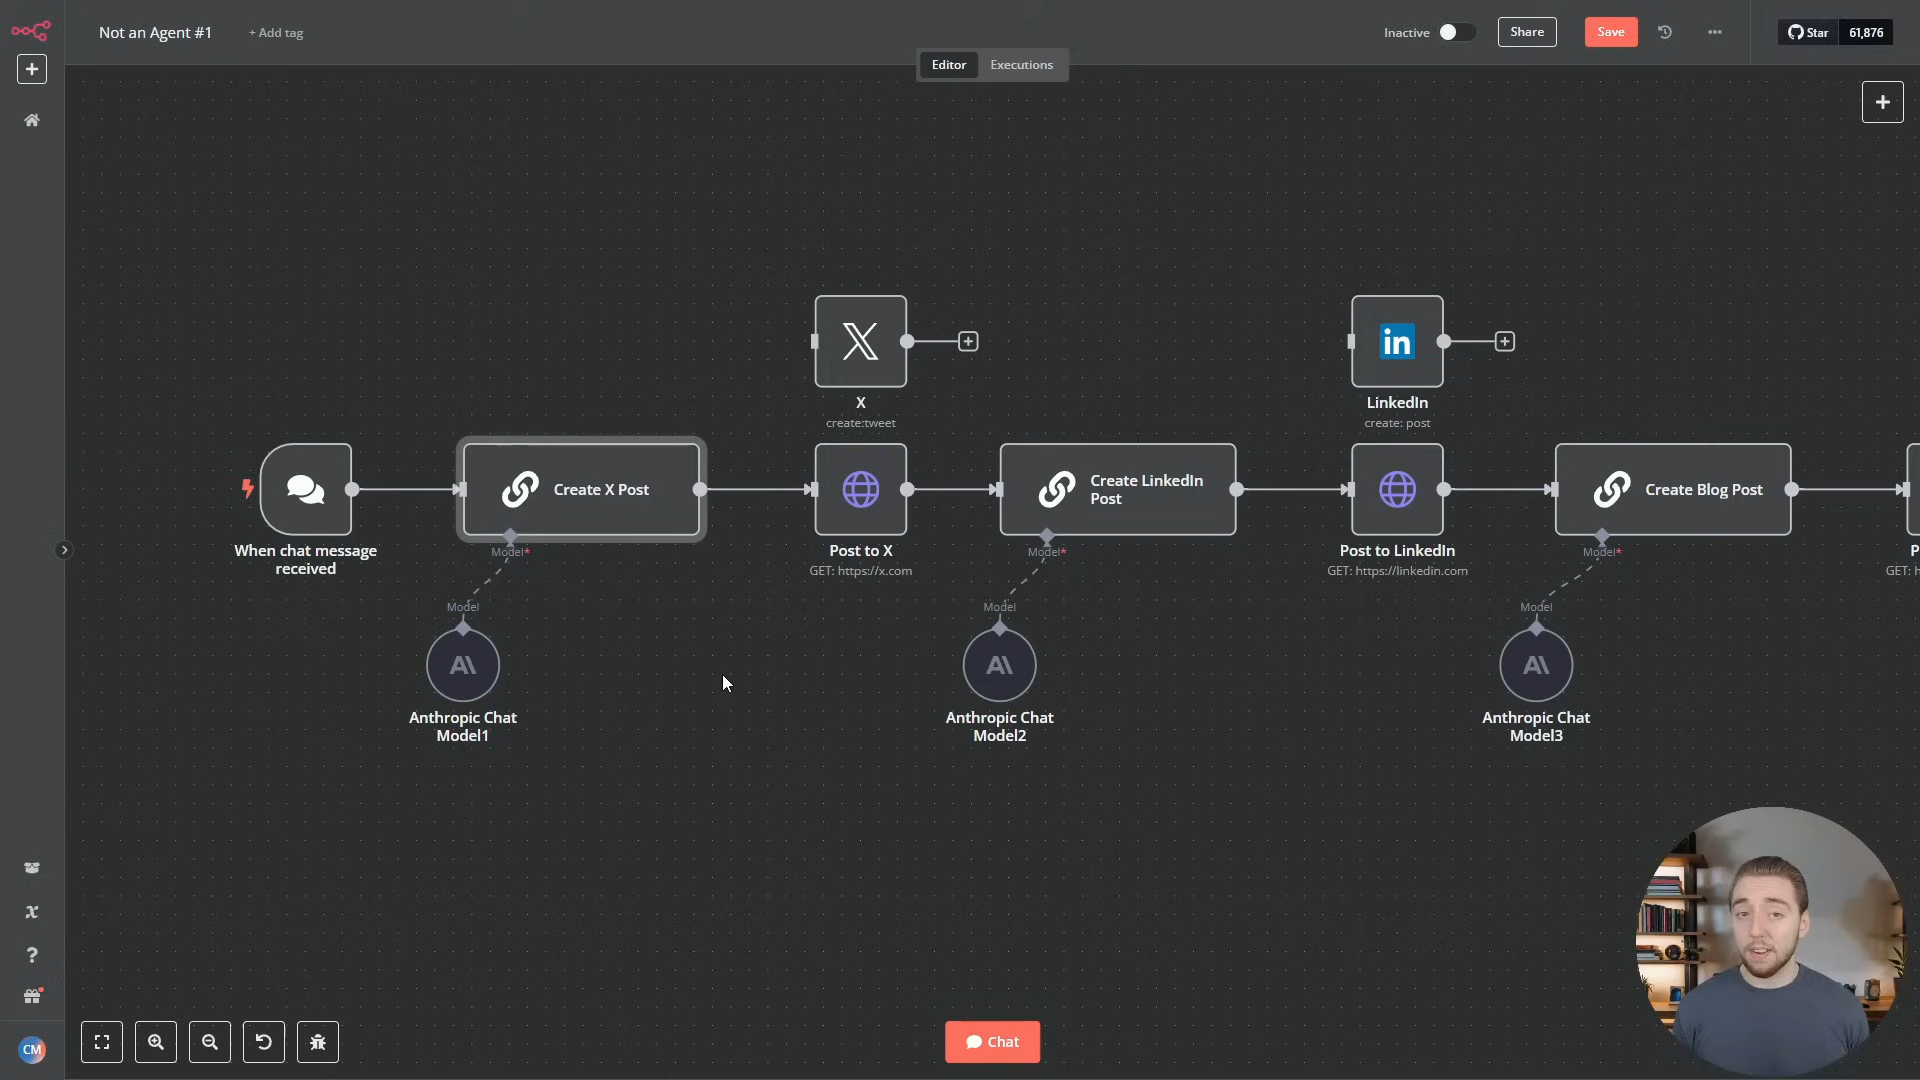 Not an Agent #1
+ Add tag
Inactive
Share
Save
Star
61,876
Editor
Executions
X
create:tweet
LinkedIn
create: post
in
Create X Post
Create LinkedIn
Post
Create Blog Post
When chat message
received
Model*
Post to X
GET: https://x.com
Model*
Post to LinkedIn
GET: https://linkedin.com
Model*
P
GET: h
Model
Model
Model
Anthropic Chat
Model1
Anthropic Chat
Model2
Anthropic Chat
Model3
CM
Chat